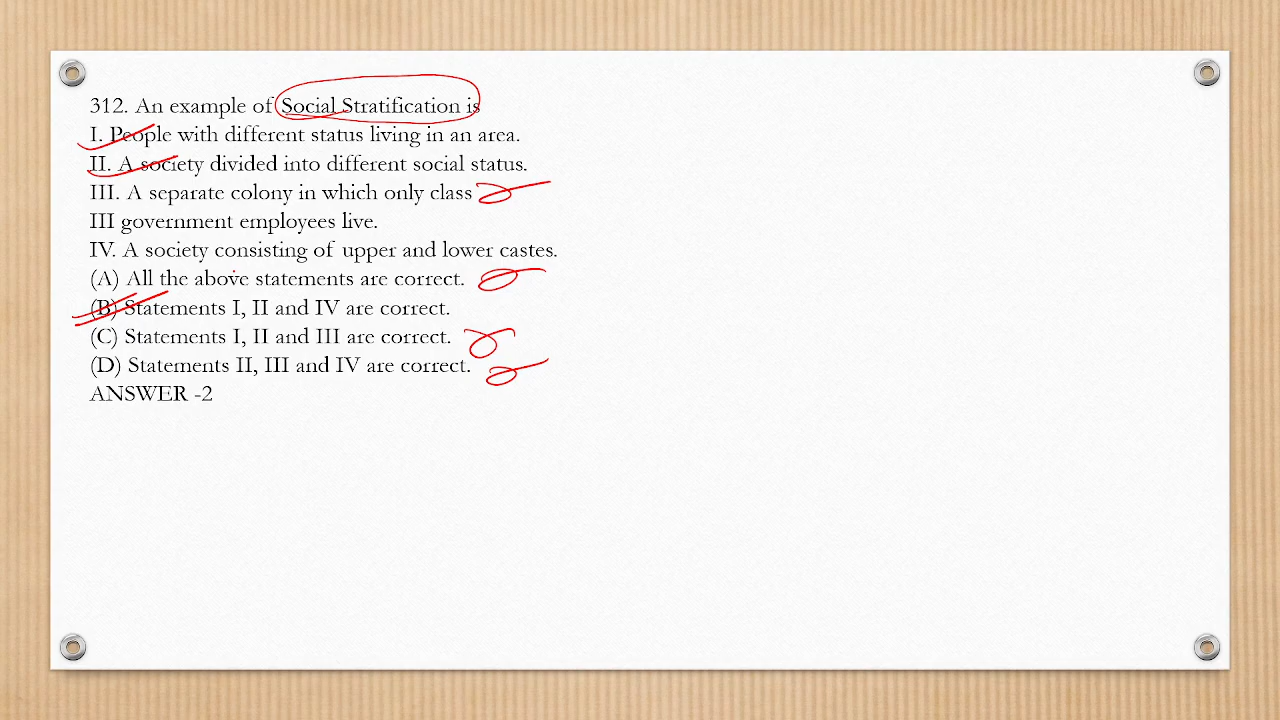 312. An example of Social Stratification is
I. People with different status living in an area.
II. A society divided into different social status.
III. A separate colony in which only class
III government employees live.
IV. A society consisting of upper and lower castes.
(A) All the above statements are correct.
(B) Statements I, II and IV are correct.
(C) Statements I, II and III are correct.
(D) Statements II, III and IV are correct.
ANSWER -2